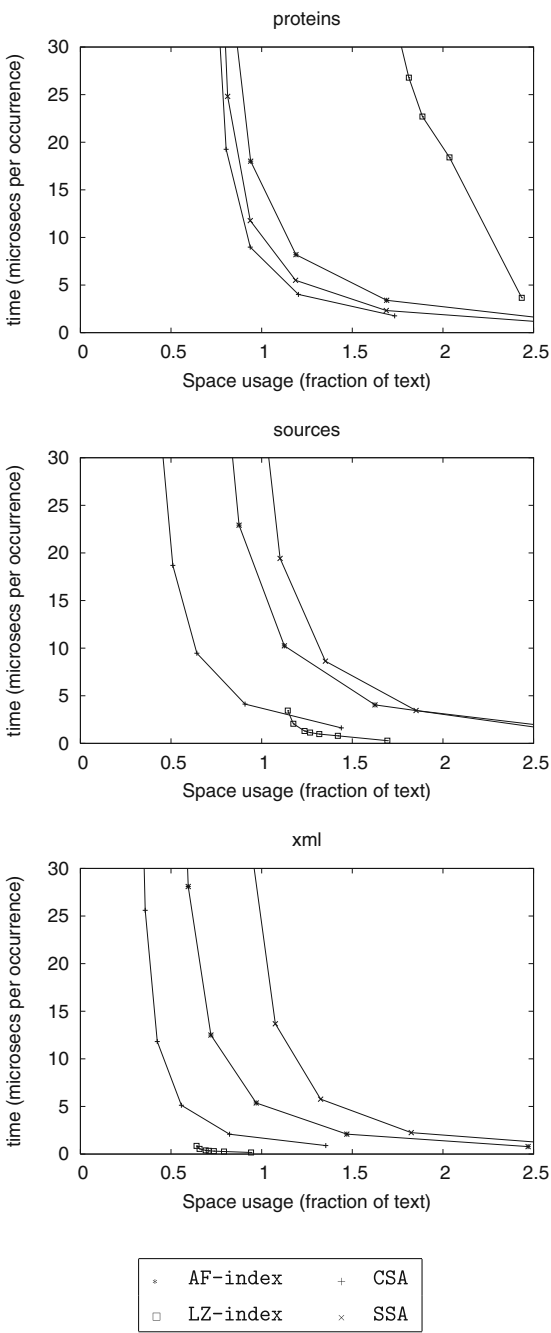 proteins
time (microsecs per occurrence)
30
25
20
15
10
5
0
0 0.5 1 1.5 2 2.5
Space usage (fraction of text)
sources
time (microsecs per occurrence)
30
25
20
15
10
5
0
0 0.5 1 1.5 2 2.5
Space usage (fraction of text)
xml
time (microsecs per occurrence)
30
25
20
15
10
5
0
0 0.5 1 1.5 2 2.5
Space usage (fraction of text)
AF-index CSA
LZ-index SSA